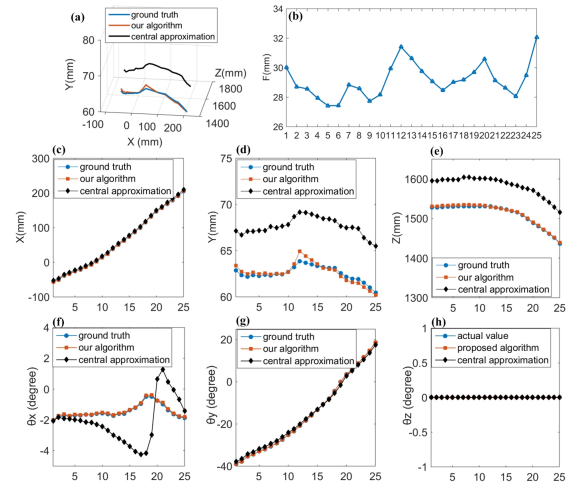 (a)
ground truth
our algorithm
central approximation
80
70
60
Y(mm)
Z(mm)
1800
1600
1400
-100
0
100
200
X (mm)
(b)
34
32
30
28
26
F(mm)
1 2 3 4 5 6 7 8 9 10 11 12 13 14 15 16 17 18 19 20 21 22 23 24 25
(c)
ground truth
our algorithm
central approximation
300
200
100
0
-100
X(mm)
5 10 15 20 25
(d)
ground truth
our algorithm
central approximation
75
70
65
60
Y(mm)
5 10 15 20 25
(e)
1600
1500
1400
1300
Z(mm)
ground truth
our algorithm
central approximation
5 10 15 20 25
(f)
ground truth
our algorithm
central approximation
4
2
0
-2
-4
θx (degree)
5 10 15 20 25
(g)
ground truth
our algorithm
central approximation
20
0
-20
-40
θy (degree)
5 10 15 20 25
(h)
actual value
proposed algorithm
central approximation
1
0.5
0
-0.5
-1
θz (degree)
5 10 15 20 25